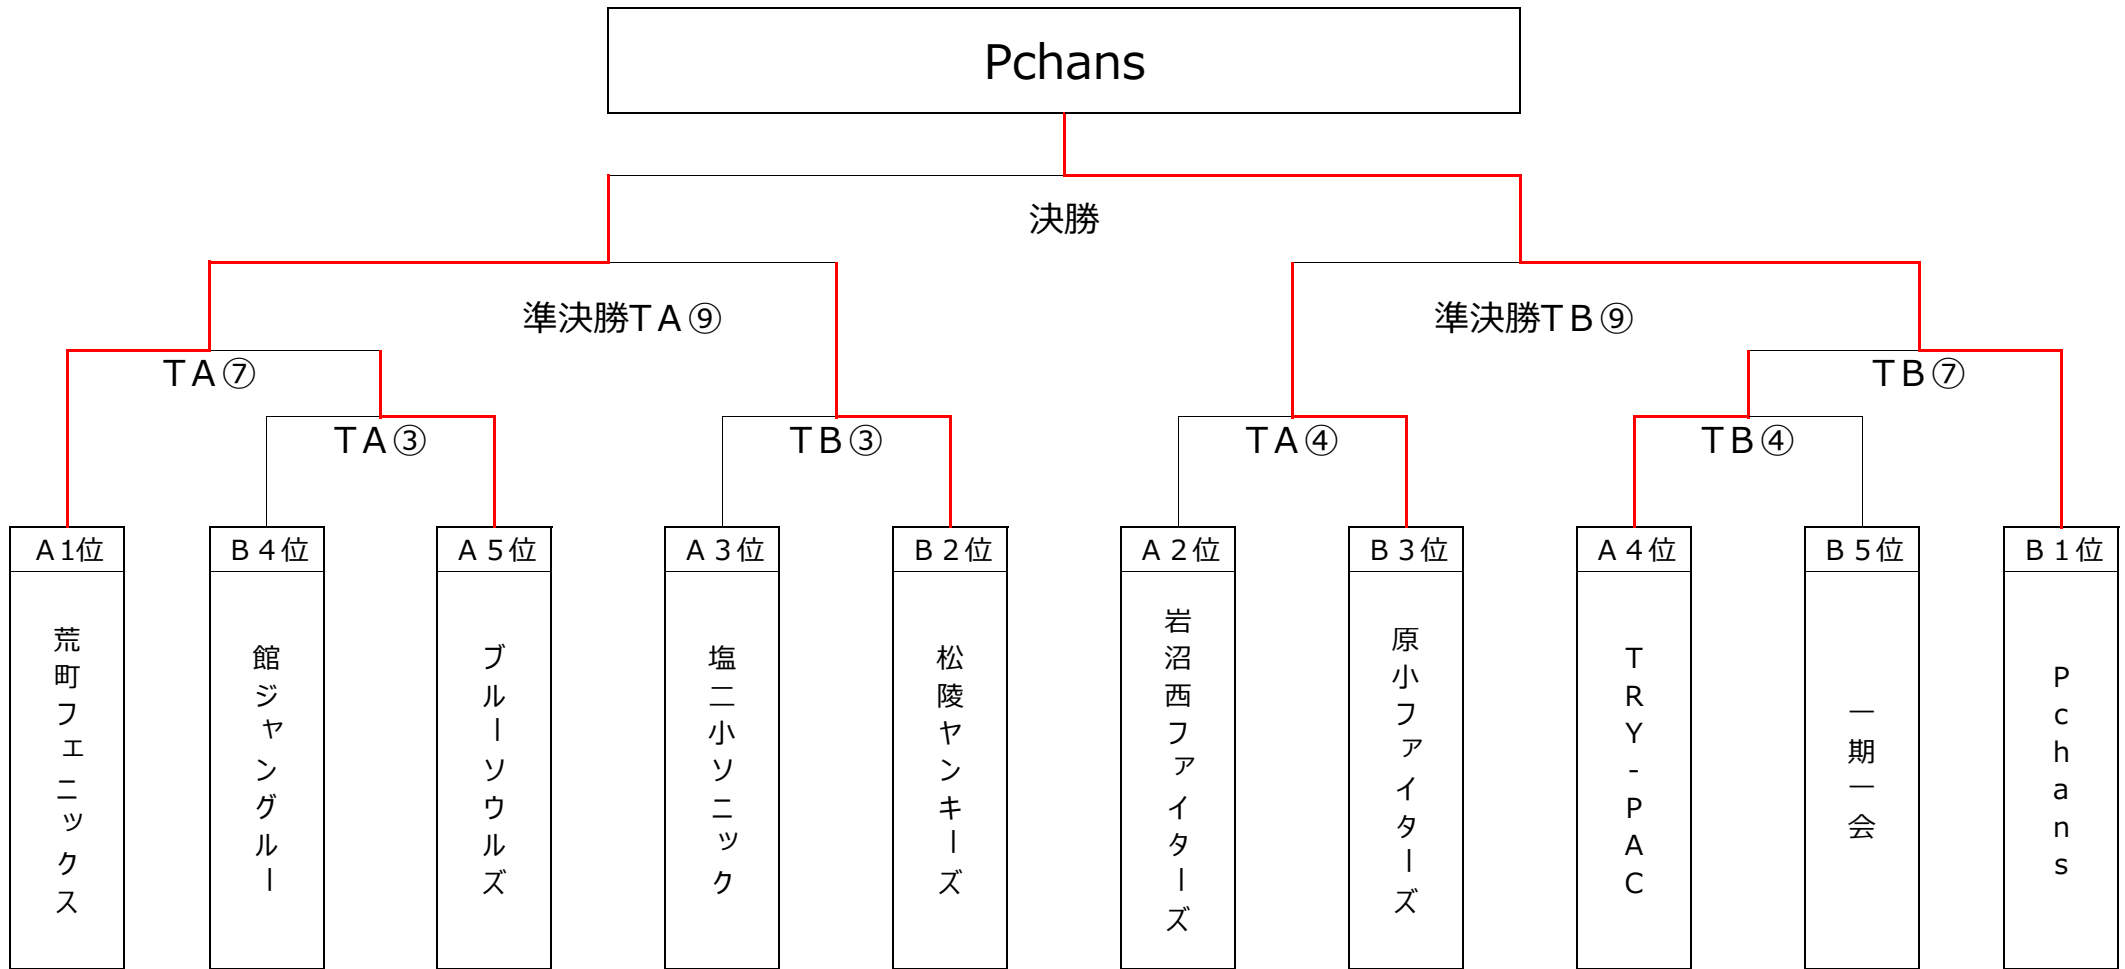 Pchans
決勝
準決勝TA⑨
準決勝TB⑨
TA⑦
TB⑦
TA③
TB③
TA④
TB④
A1位
B4位
A5位
A3位
B2位
A2位
B3位
A4位
B5位
B1位
荒町フェニックス
館ジャングルー
ブルーソウルズ
塩二小ソニック
松陵ヤンキーズ
岩沼西ファイターズ
原小ファイターズ
TRY-PAC
一期一会
Pchans